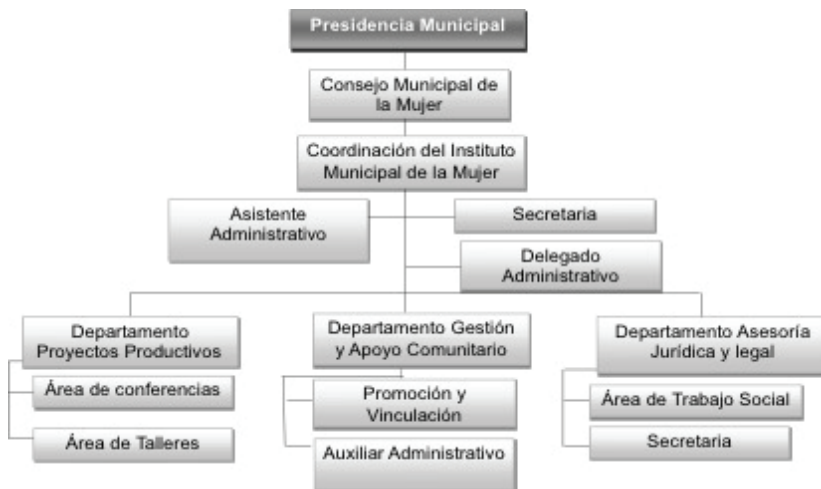 Presidencia Municipal
Consejo Municipal de
la Mujer
Coordinación del Instituto
Municipal de la Mujer
Asistente
Administrativo
Secretaria
Delegado
Administrativo
Departamento
Proyectos Productivos
Área de conferencias
Área de Talleres
Departamento Gestión
y Apoyo Comunitario
Promoción y
Vinculación
Auxiliar Administrativo
Departamento Asesoría
Jurídica y legal
Área de Trabajo Social
Secretaria